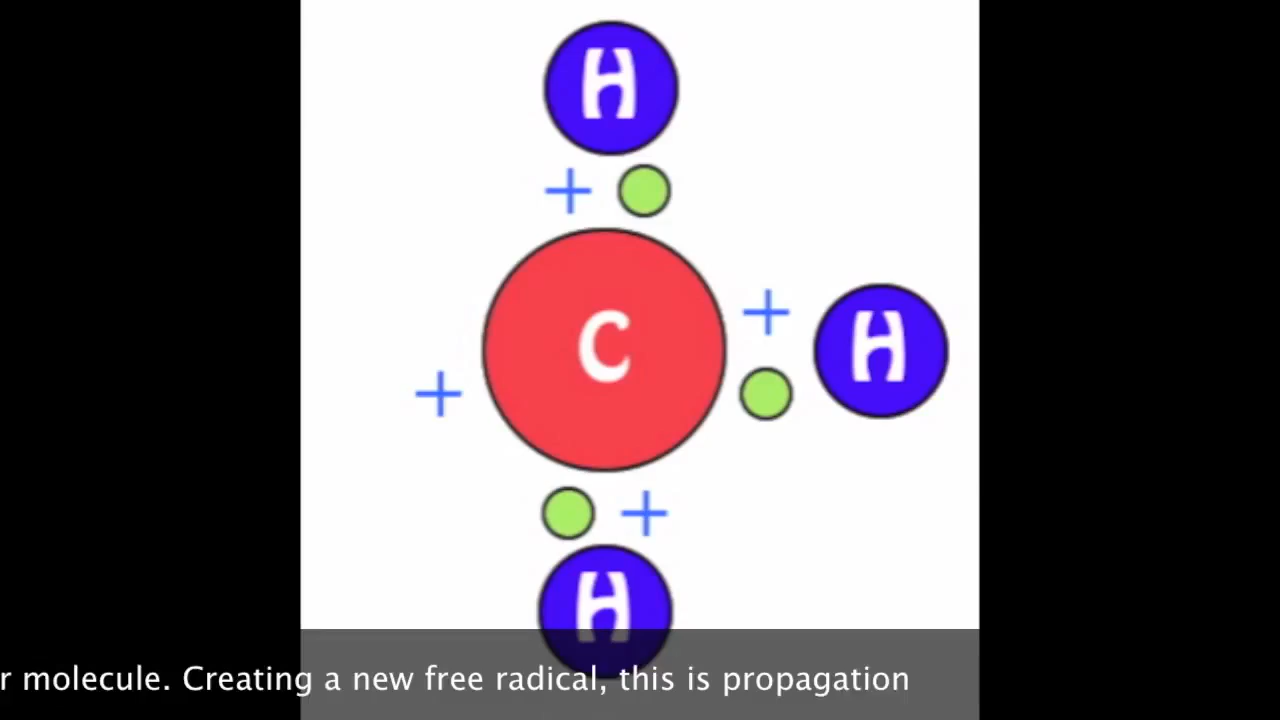 H
+
C
+
H
+
+
H
r molecule. Creating a new free radical, this is propagation